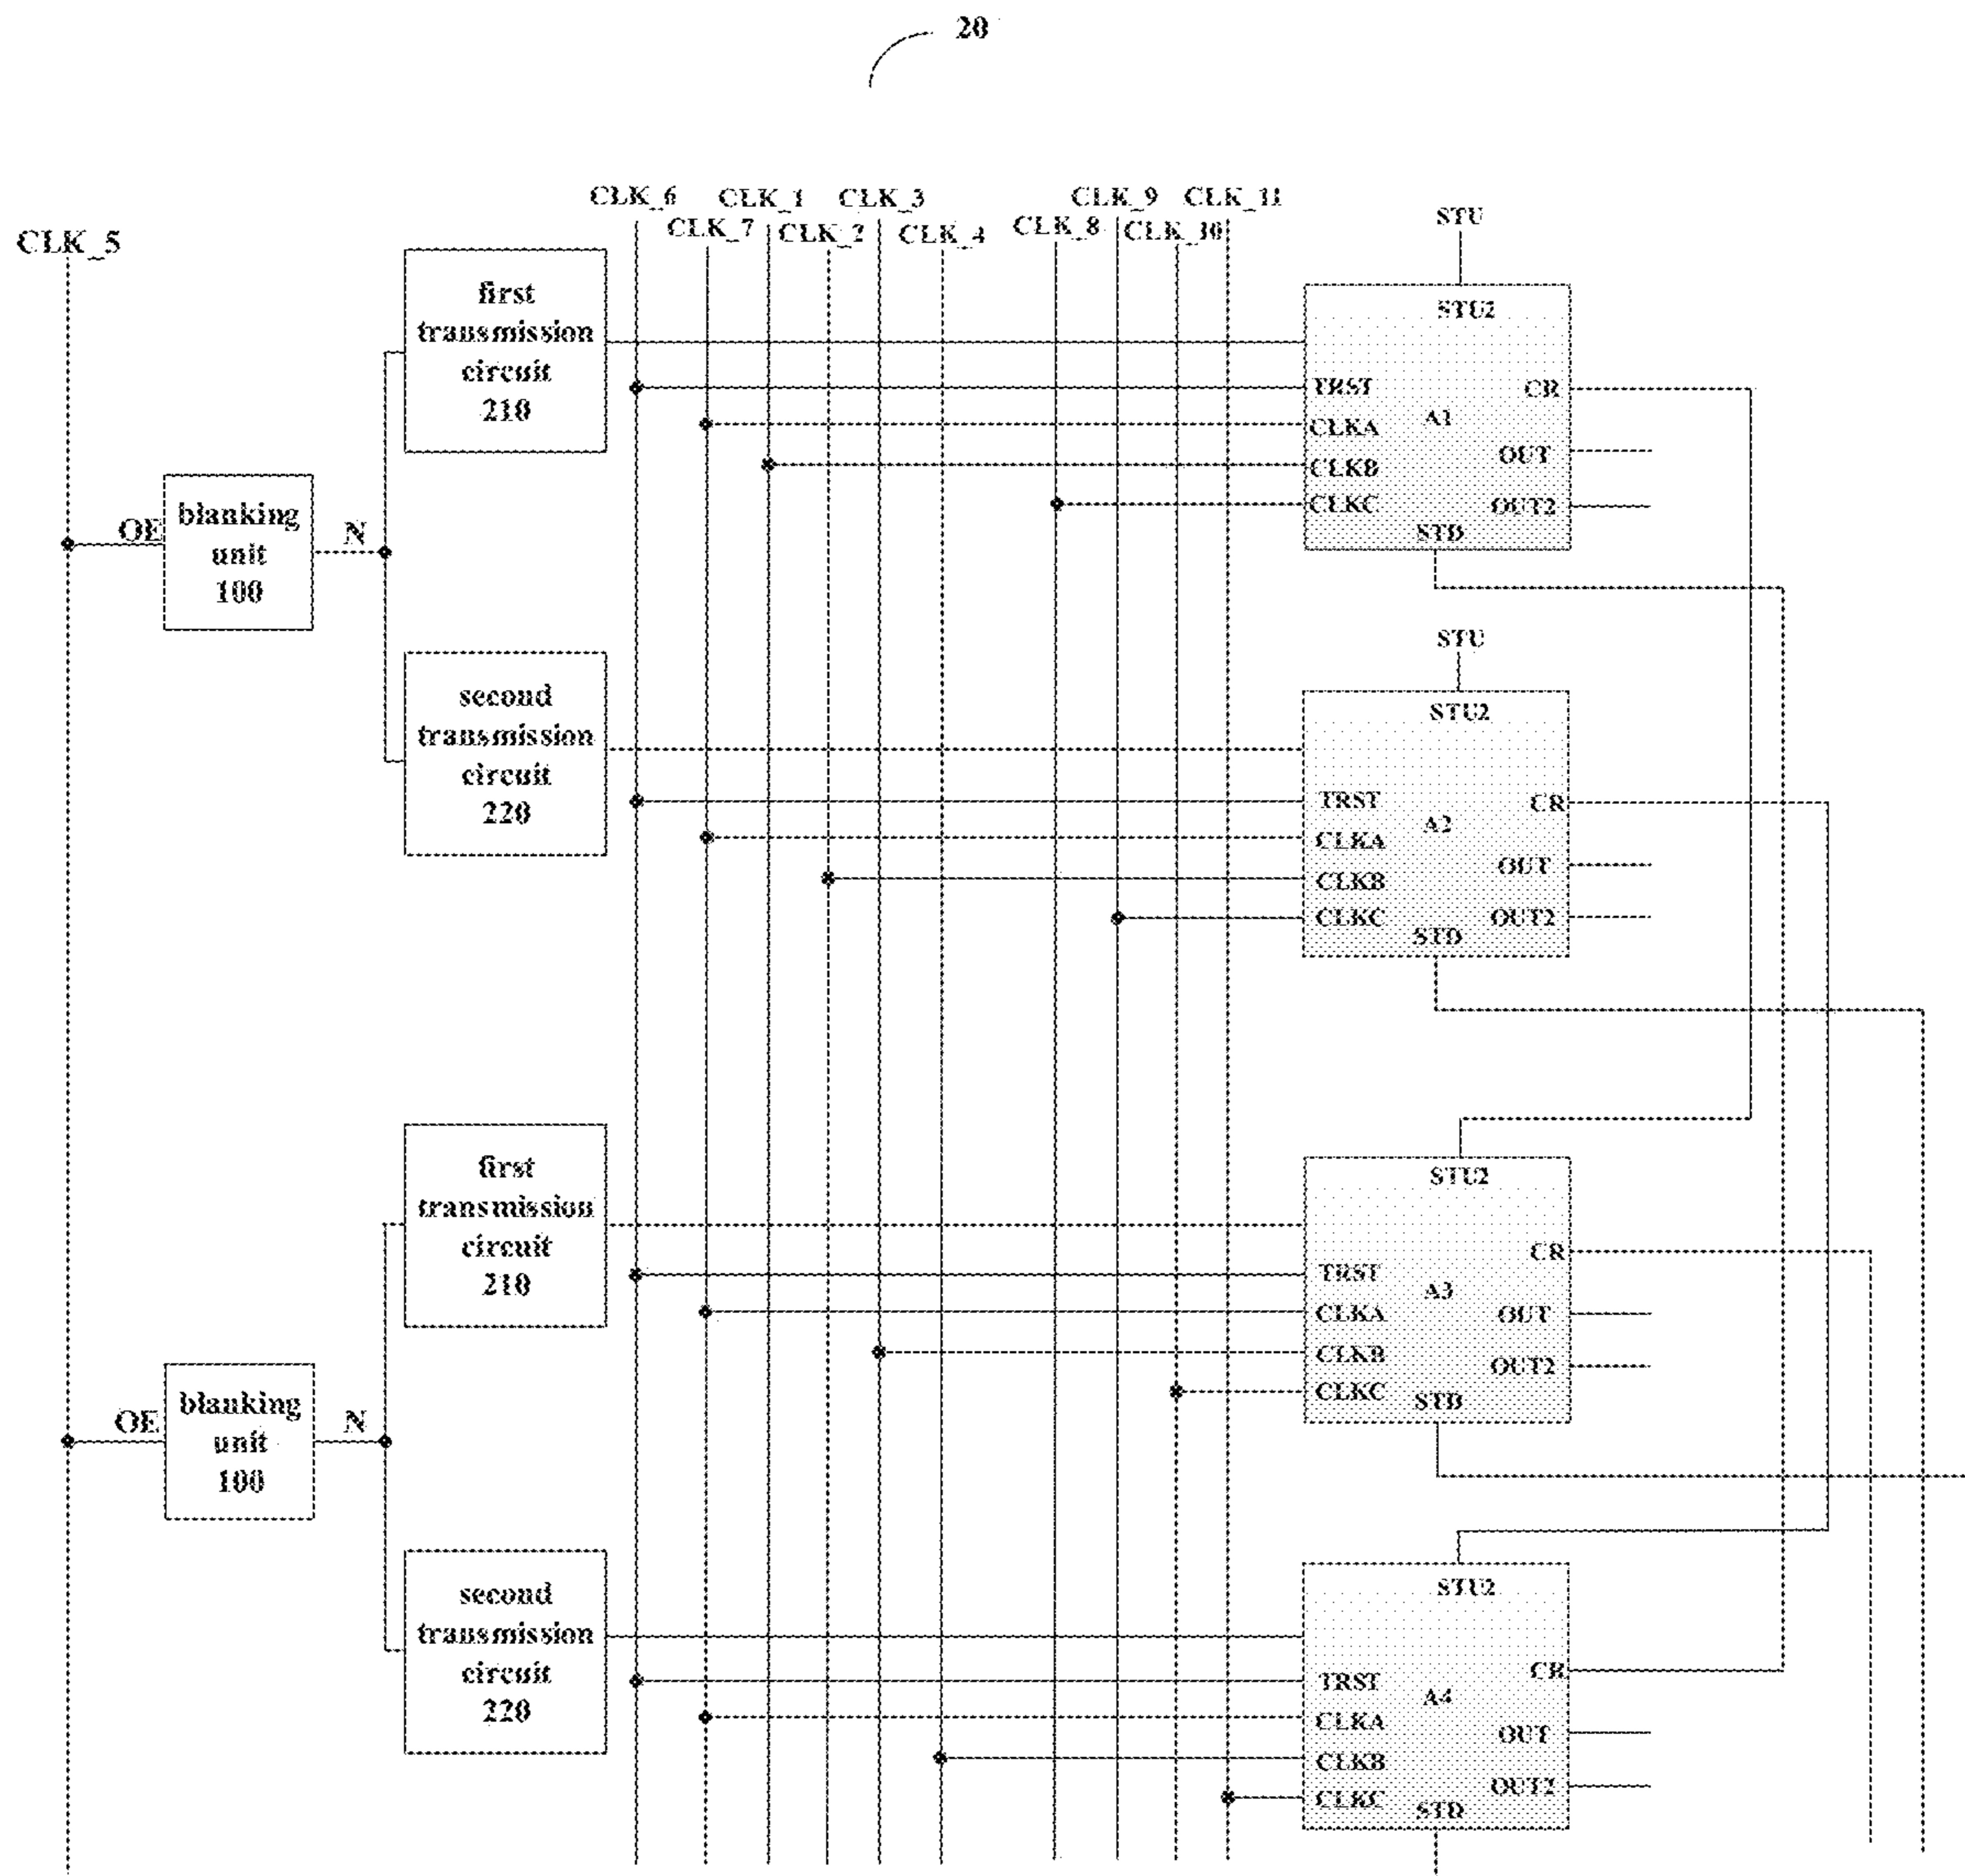 20
CLK_5
CLK_6
CLK_7
CLK_1
CLK_2
CLK_3
CLK_4
CLK_8
CLK_9
CLK_10
CLK_11
STU
first
transmission
circuit
210
STU2
TRST
CLKA
CLKB
CLKC
A1
CR
OUT
OUT2
STD
OE
blanking
unit
100
N
STU
second
transmission
circuit
220
STU2
TRST
CLKA
CLKB
CLKC
A2
CR
OUT
OUT2
STD
first
transmission
circuit
210
STU2
TRST
CLKA
CLKB
CLKC
A3
CR
OUT
OUT2
STD
OE
blanking
unit
100
N
second
transmission
circuit
220
STU2
TRST
CLKA
CLKB
CLKC
A4
CR
OUT
OUT2
STD